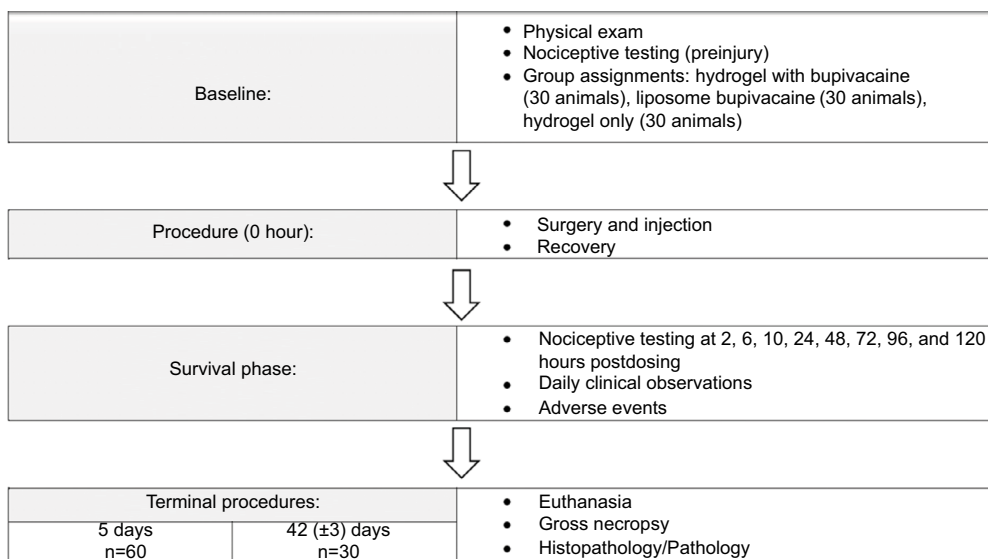 Baseline:
• Physical exam
• Nociceptive testing (preinjury)
• Group assignments: hydrogel with bupivacaine
(30 animals), liposome bupivacaine (30 animals),
hydrogel only (30 animals)
Procedure (0 hour):
• Surgery and injection
• Recovery
Survival phase:
• Nociceptive testing at 2, 6, 10, 24, 48, 72, 96, and 120
hours postdosing
• Daily clinical observations
• Adverse events
Terminal procedures:
5 days
n=60
42 (±3) days
n=30
• Euthanasia
• Gross necropsy
• Histopathology/Pathology